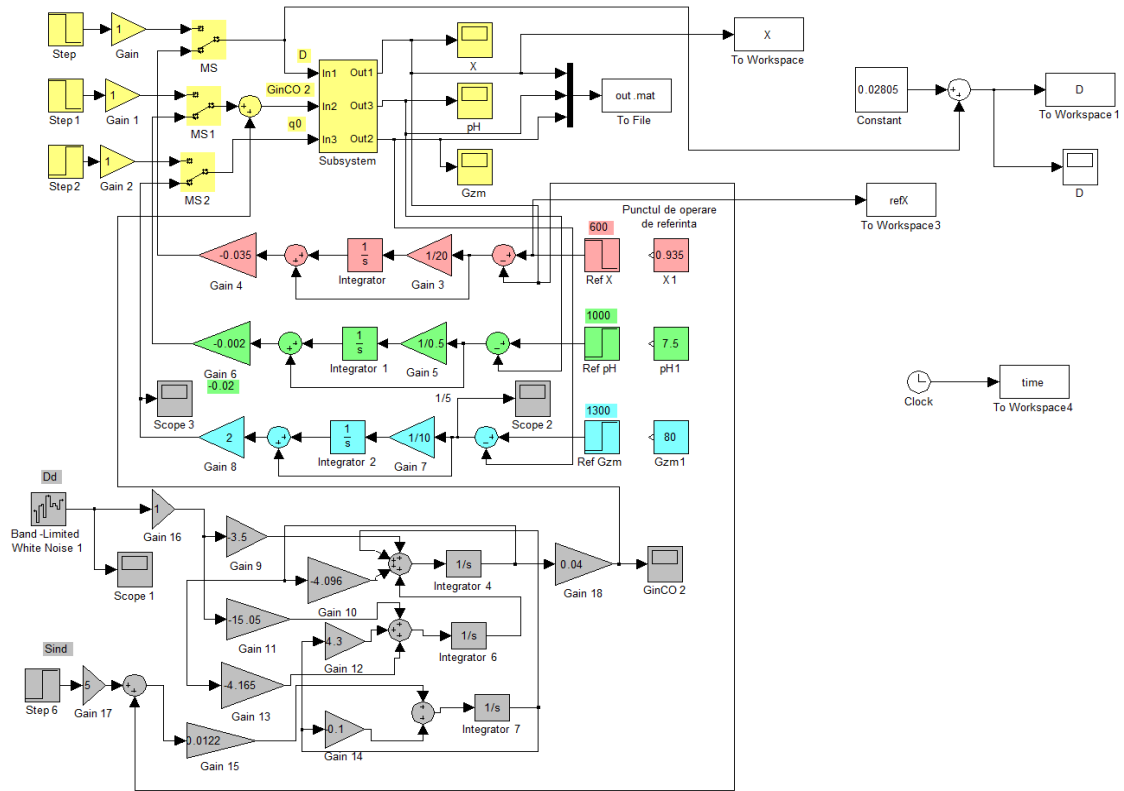 1
Step
Gain
MS
1
Step 1
Gain 1
MS1
1
Step 2
Gain 2
MS 2
D
GinCO 2
q0
In1
In2
In3
Out1
Out3
Out2
Subsystem
X
pH
Gzm
out .mat
To File
X
To Workspace
0.02805
Constant
D
To Workspace 1
D
refX
To Workspace3
Punctul de operare
de referinta
-0.035
Gain 4
1
s
Integrator
1/20
Gain 3
600
Ref X
0.935
X 1
-0.002
Gain 6
-0.02
1
s
Integrator 1
1/0.5
Gain 5
1000
Ref pH
7.5
pH 1
Scope 3
1/5
Scope 2
2
Gain 8
1
s
Integrator 2
1/10
Gain 7
1300
Ref Gzm
80
Gzm 1
Clock
time
To Workspace4
Dd
Band -Limited
White Noise 1
Scope 1
1
Gain 16
-3.5
Gain 9
-4.096
Gain 10
1/s
Integrator 4
0.04
Gain 18
GinCO 2
-15.05
Gain 11
4.3
Gain 12
1/s
Integrator 6
Sind
Step 6
5
Gain 17
-4.165
Gain 13
0.0122
Gain 15
-0.1
Gain 14
1/s
Integrator 7